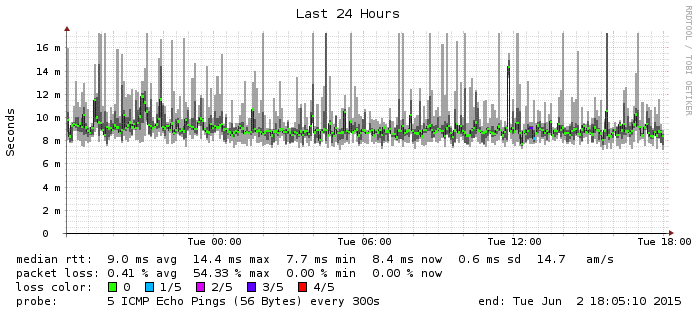 Last 24 Hours
RRDTOOL / TOBI OETIKER
Seconds
16 m
14 m
12 m
10 m
8 m
6 m
4 m
2 m
0
Tue 00:00 Tue 06:00 Tue 12:00 Tue 18:00
median rtt: 9.0 ms avg 14.4 ms max 7.7 ms min 8.4 ms now 0.6 ms sd 14.7 am/s
packet loss: 0.41 % avg 54.33 % max 0.00 % min 0.00 % now
loss color: 0 1/5 2/5 3/5 4/5
probe: 5 ICMP Echo Pings (56 Bytes) every 300s end: Tue Jun 2 18:05:10 2015